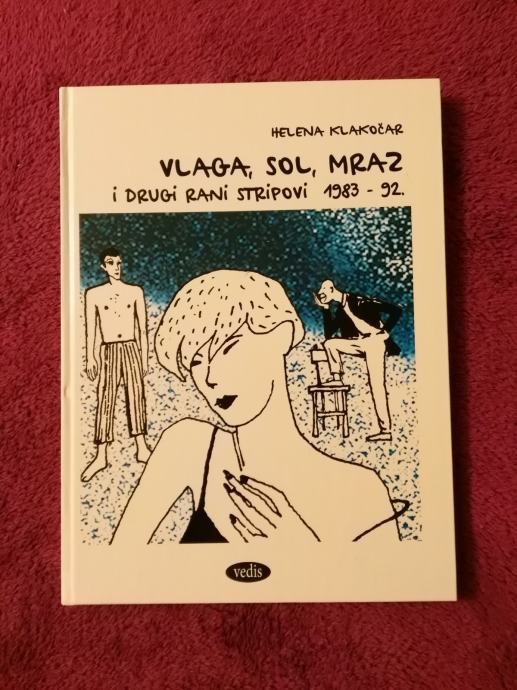 HELENA KLAKOČAR
VLAGA, SOL, MRAZ
I DRUGI RANI STRIPOVI 1983 - 92.
vedis